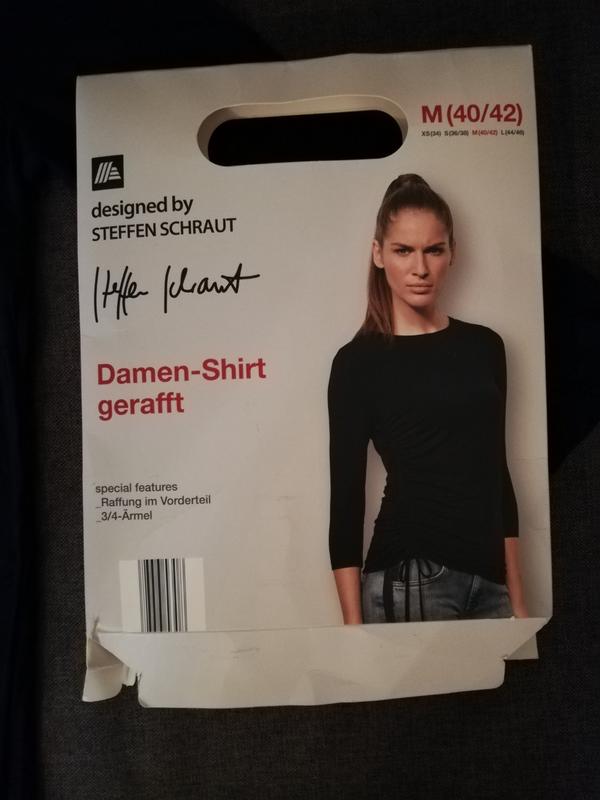 M (40/42)
XS(34) S(36/38) M(40/42) L(44/46)
designed by
STEFFEN SCHRAUT
Steffen Schraut
Damen-Shirt
gerafft
special features
_Raffung im Vorderteil
_3/4-Ärmel